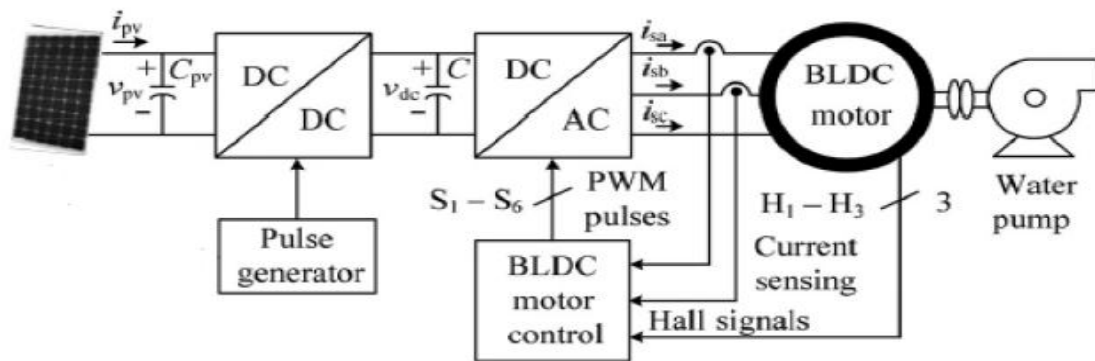 i_pv
+
v_pv
−
C_pv
DC
DC
+
v_dc
−
C
DC
AC
i_sa
i_sb
i_sc
BLDC
motor
Water
pump
S₁ – S₆
PWM
pulses
H₁ – H₃
3
Pulse
generator
BLDC
motor
control
Current
sensing
Hall signals